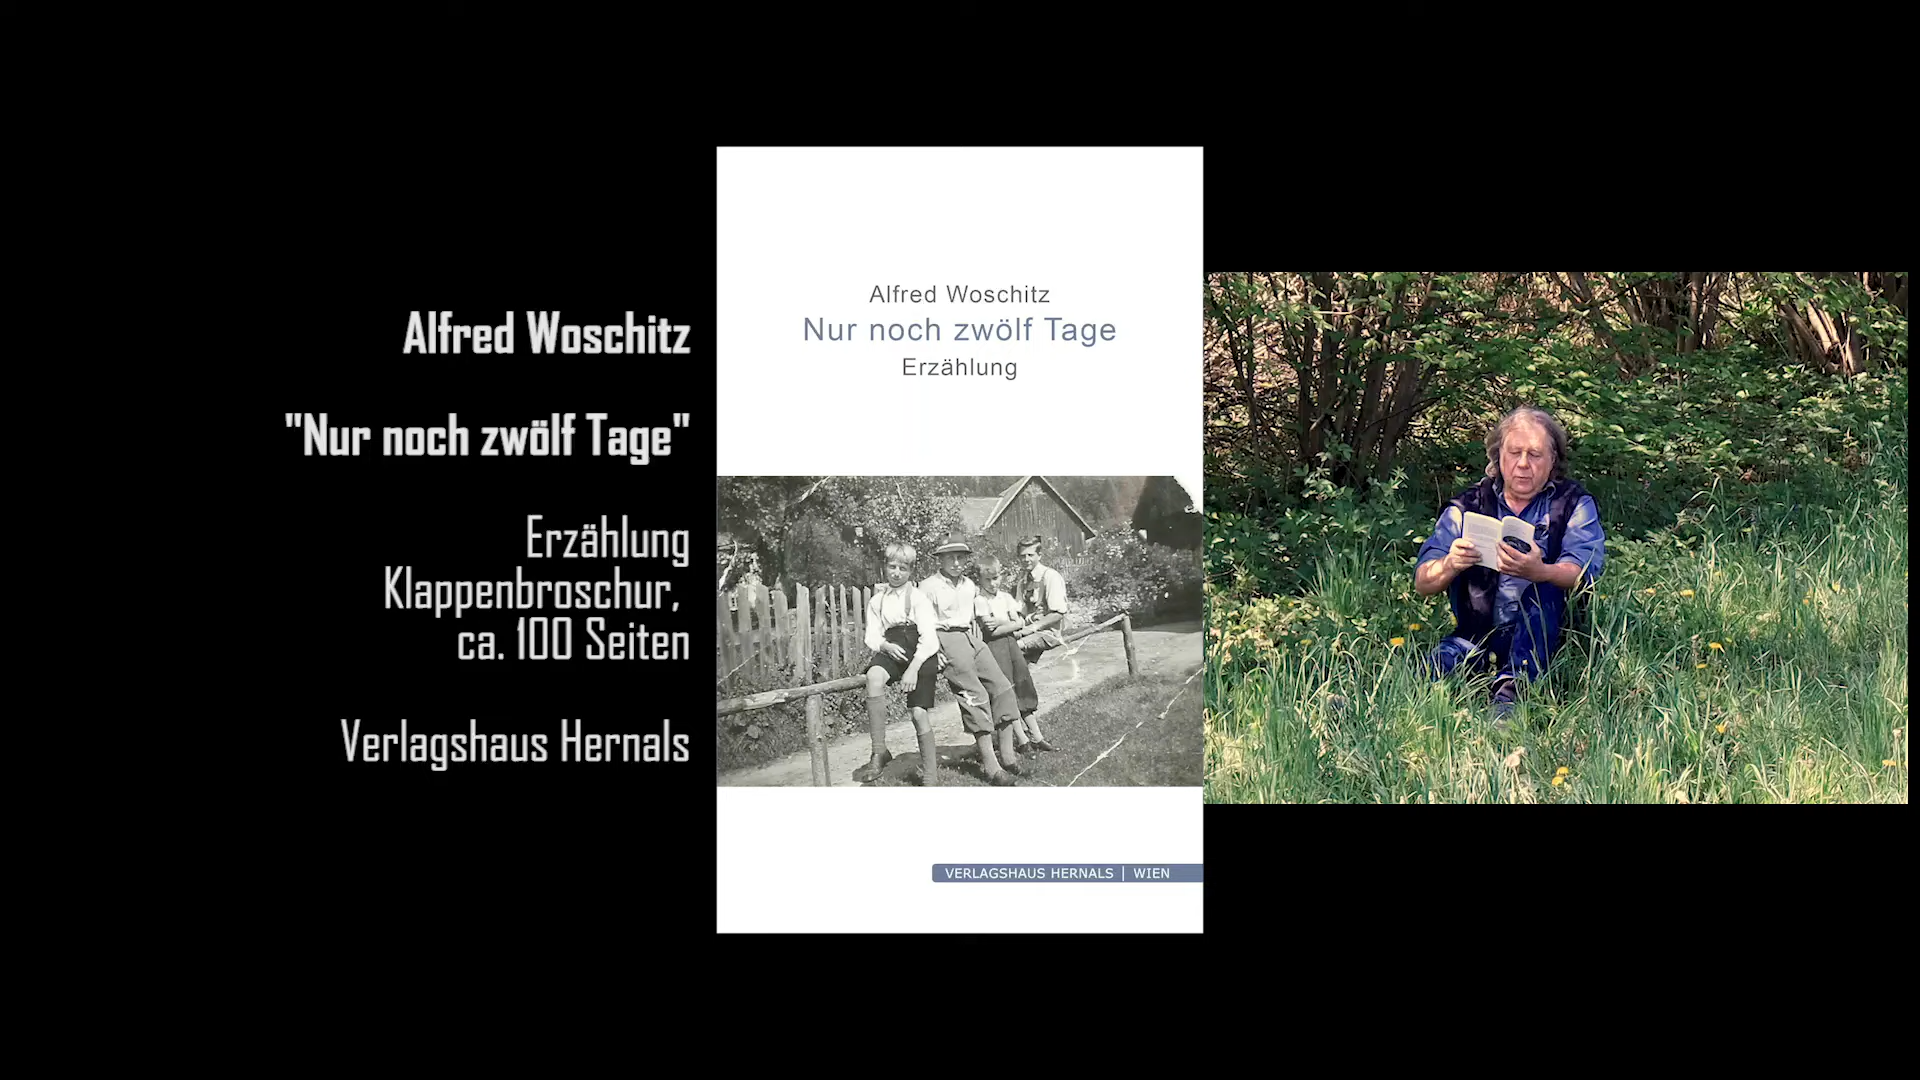 Alfred Woschitz
"Nur noch zwölf Tage"
Erzählung
Klappenbroschur,
ca. 100 Seiten
Verlagshaus Hernals
Alfred Woschitz
Nur noch zwölf Tage
Erzählung
VERLAGSHAUS HERNALS | WIEN